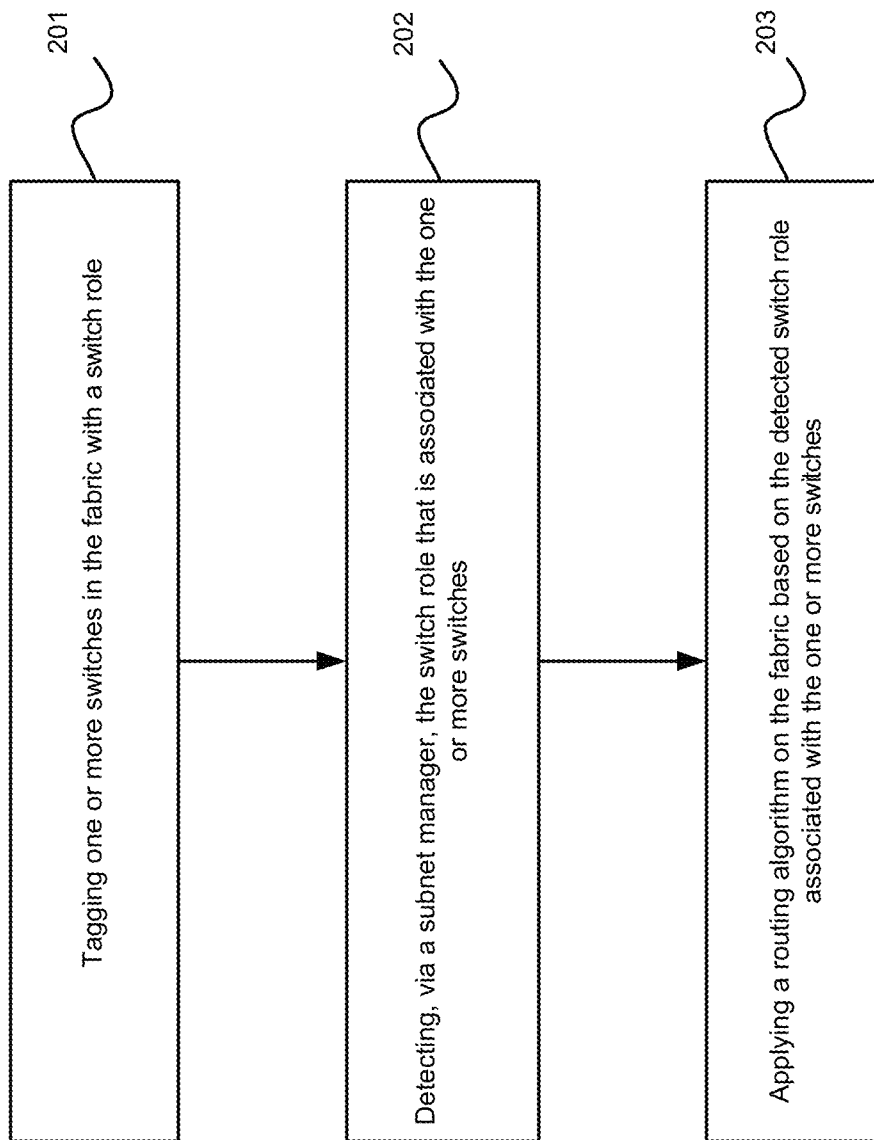 201
Tagging one or more switches in the fabric with a switch role
202
Detecting, via a subnet manager, the switch role that is associated with the one
or more switches
203
Applying a routing algorithm on the fabric based on the detected switch role
associated with the one or more switches